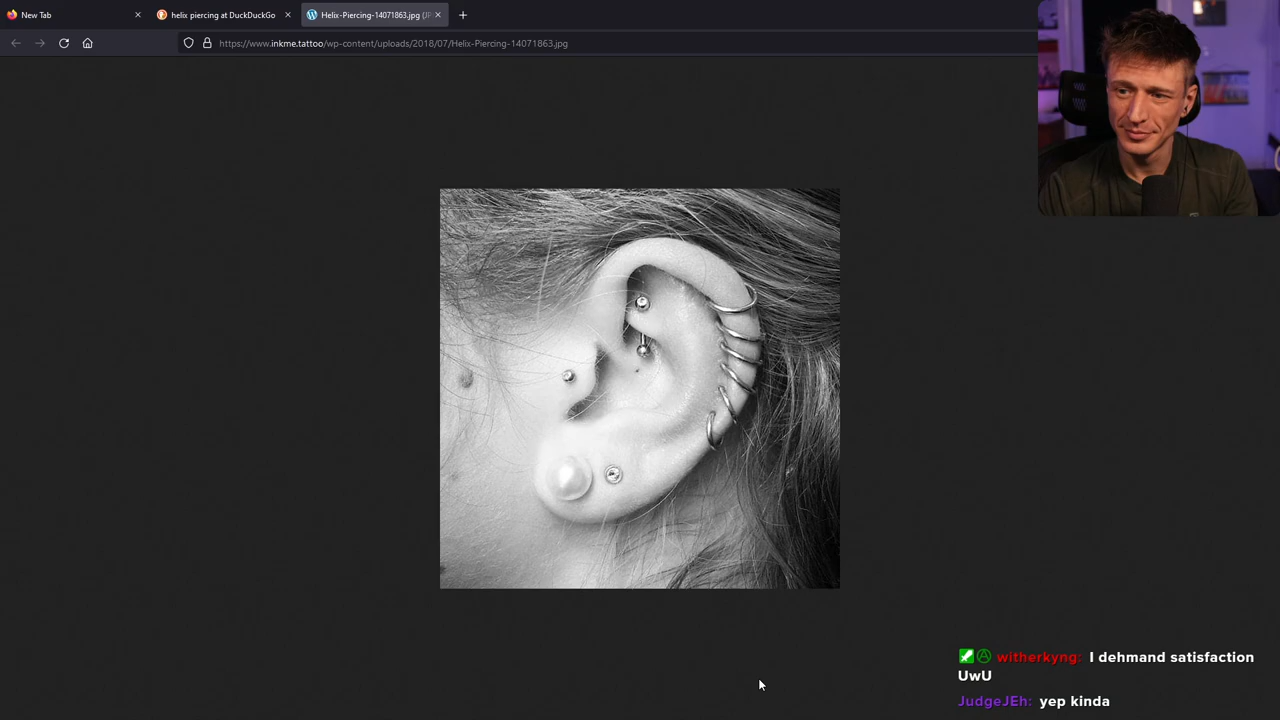 New Tab
helix piercing at DuckDuckGo
Helix-Piercing-14071863.jpg (JP
https://www.inkme.tattoo/wp-content/uploads/2018/07/Helix-Piercing-14071863.jpg
witherkyng: I dehmand satisfaction
UwU
JudgeJEh: yep kinda